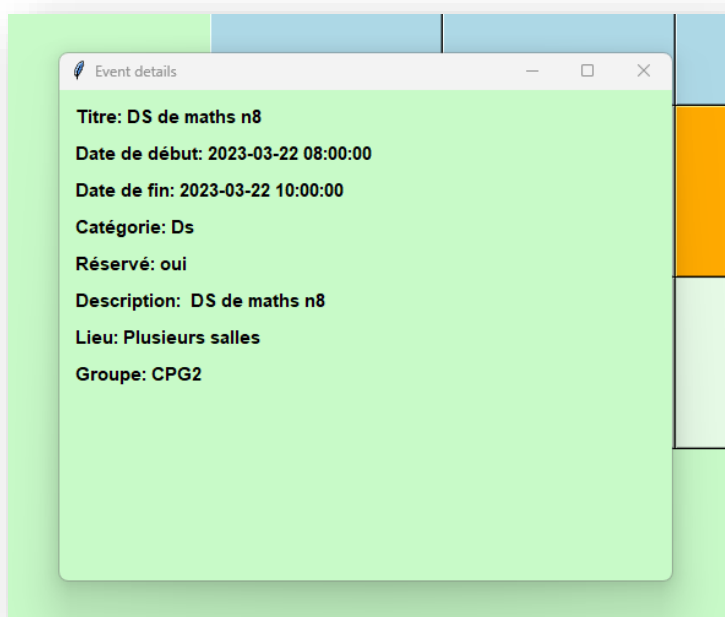 Event details
Titre: DS de maths n8
Date de début: 2023-03-22 08:00:00
Date de fin: 2023-03-22 10:00:00
Catégorie: Ds
Réservé: oui
Description:  DS de maths n8
Lieu: Plusieurs salles
Groupe: CPG2